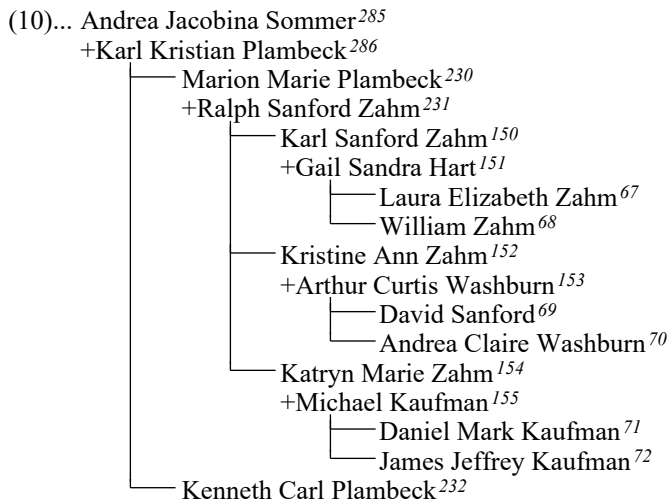 (10)... Andrea Jacobina Sommer285
+Karl Kristian Plambeck286
Marion Marie Plambeck230
+Ralph Sanford Zahm231
Karl Sanford Zahm150
+Gail Sandra Hart151
Laura Elizabeth Zahm67
William Zahm68
Kristine Ann Zahm152
+Arthur Curtis Washburn153
David Sanford69
Andrea Claire Washburn70
Katryn Marie Zahm154
+Michael Kaufman155
Daniel Mark Kaufman71
James Jeffrey Kaufman72
Kenneth Carl Plambeck232